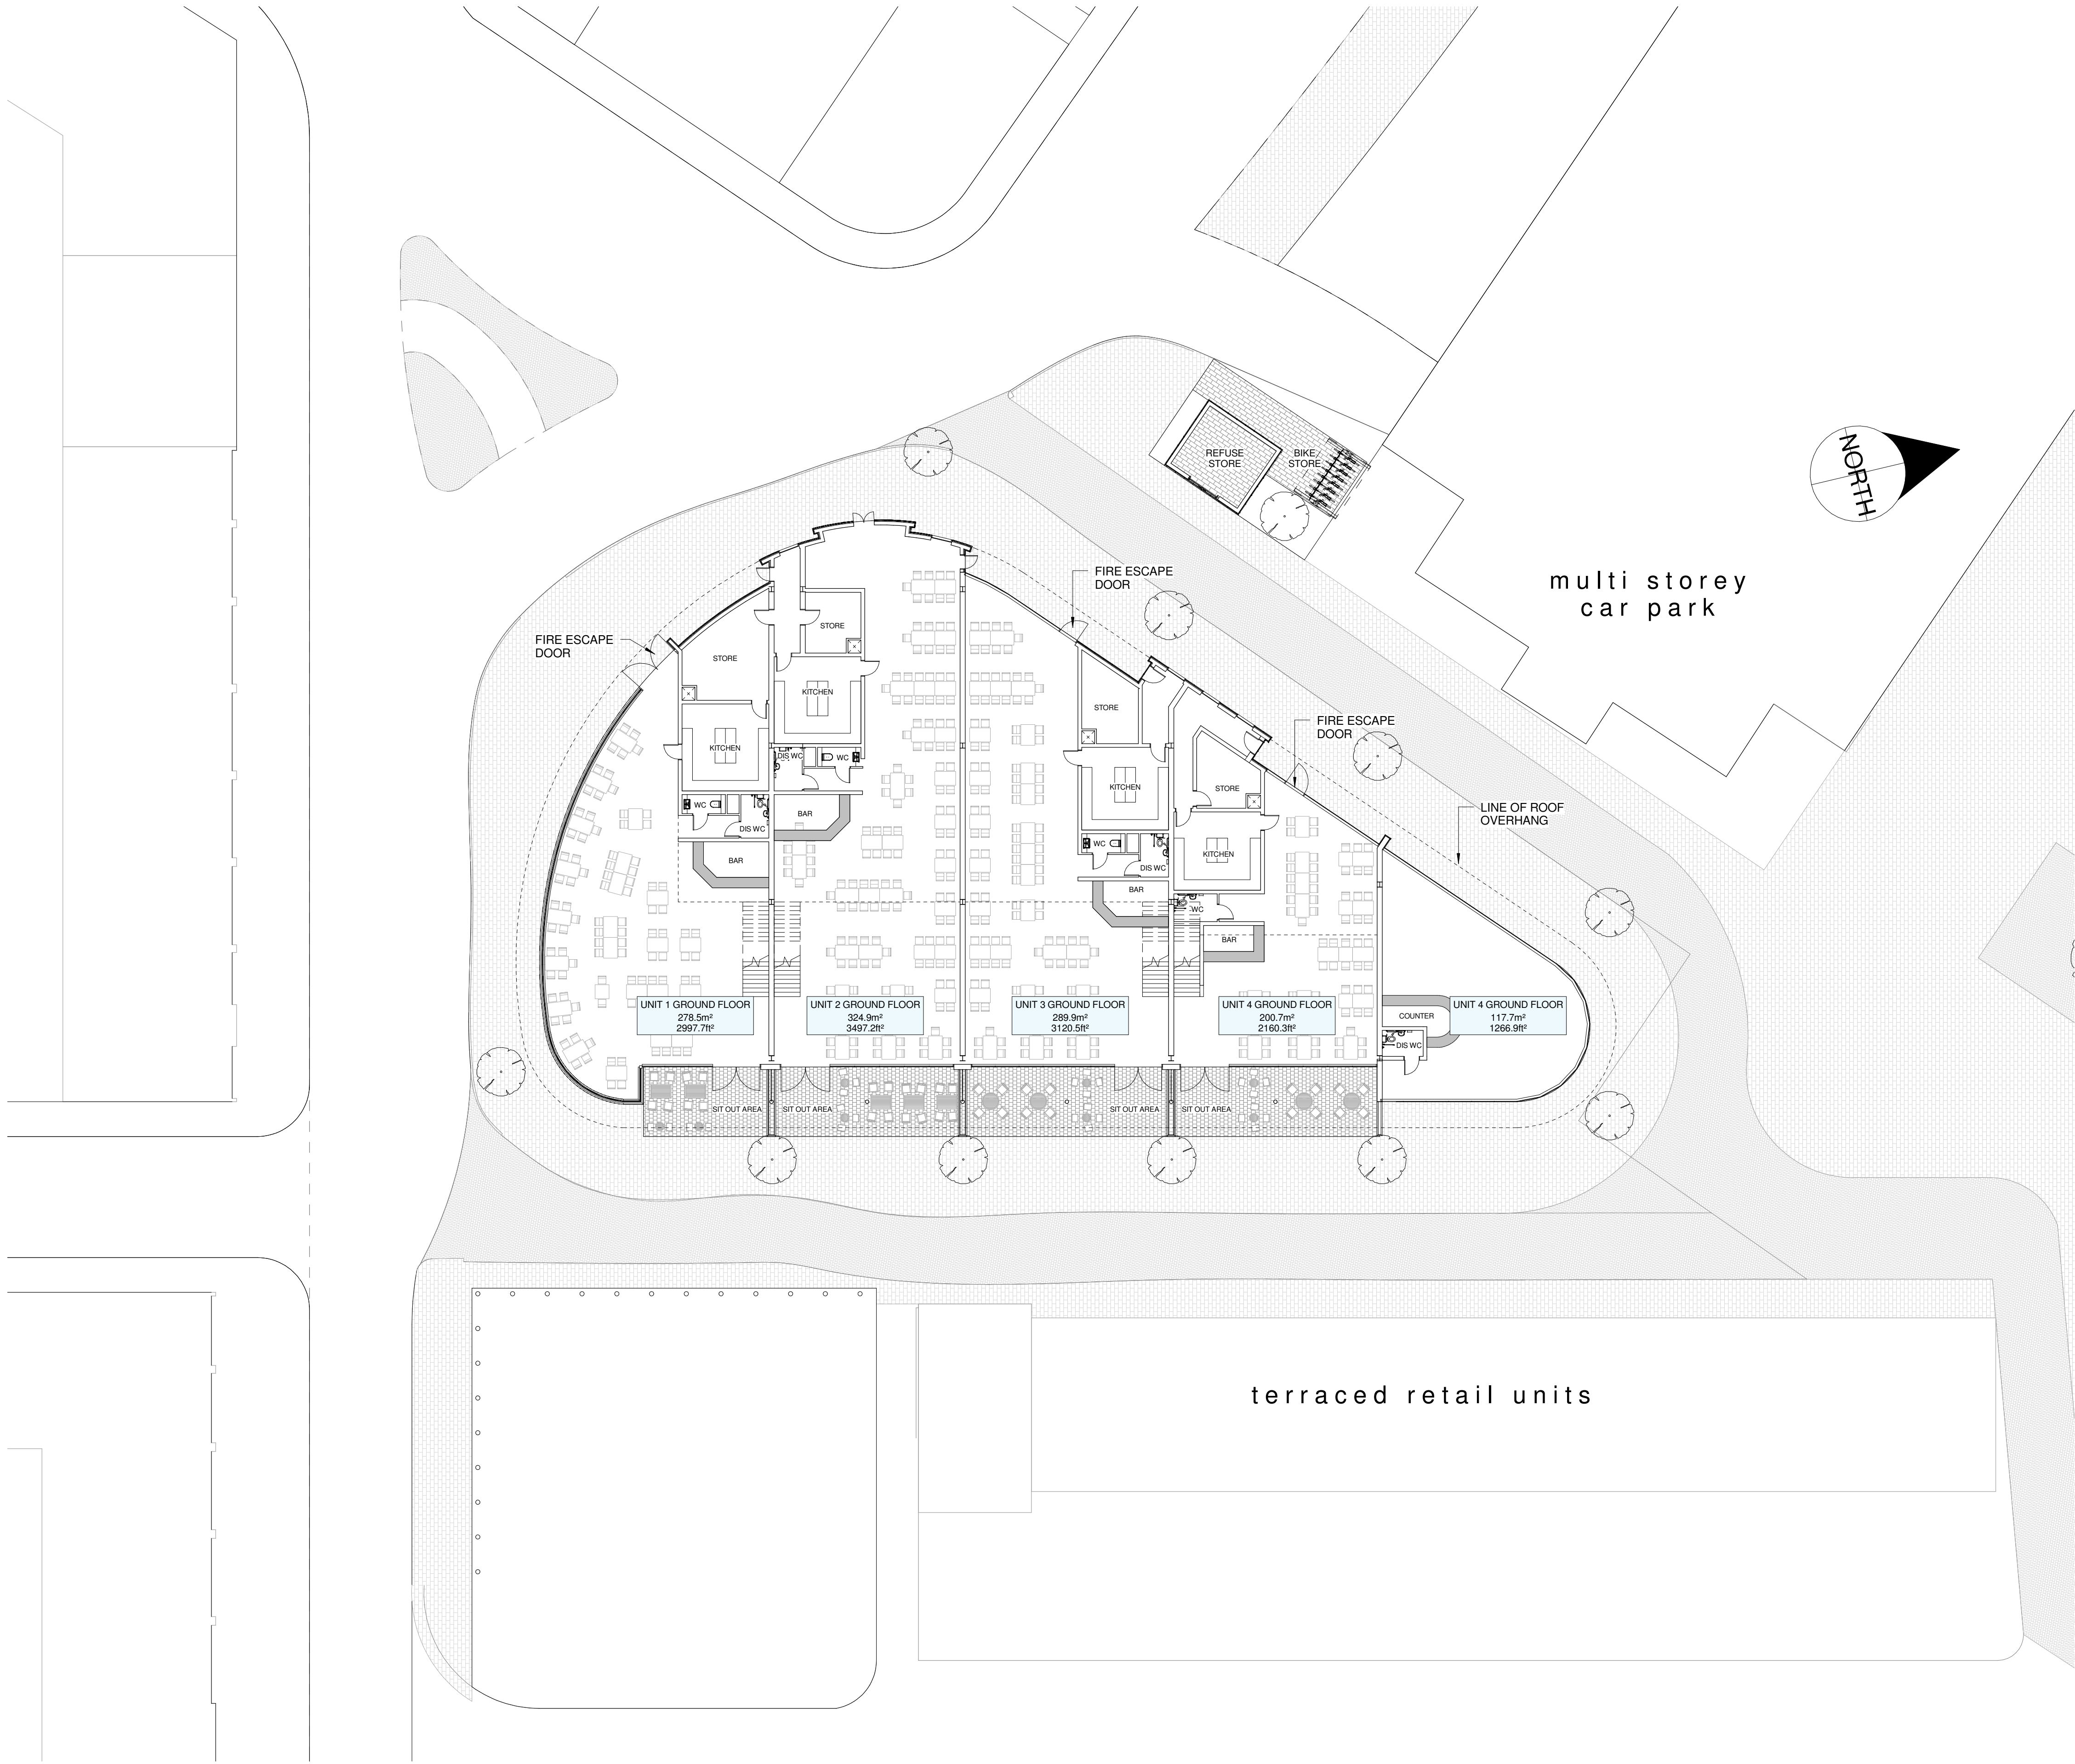 REFUSE
STORE
BIKE
STORE
NORTH
multi storey
car park
FIRE ESCAPE
DOOR
FIRE ESCAPE
DOOR
STORE
STORE
KITCHEN
KITCHEN
STORE
FIRE ESCAPE
DOOR
DIS WC
WC
KITCHEN
STORE
LINE OF ROOF
OVERHANG
WC
DIS WC
BAR
BAR
WC
DIS WC
KITCHEN
BAR
WC
BAR
UNIT 1 GROUND FLOOR
278.5m²
2997.7ft²
UNIT 2 GROUND FLOOR
324.9m²
3497.2ft²
UNIT 3 GROUND FLOOR
289.9m²
3120.5ft²
UNIT 4 GROUND FLOOR
200.7m²
2160.3ft²
COUNTER
UNIT 4 GROUND FLOOR
117.7m²
1266.9ft²
DIS WC
SIT OUT AREA
SIT OUT AREA
SIT OUT AREA
SIT OUT AREA
terraced retail units